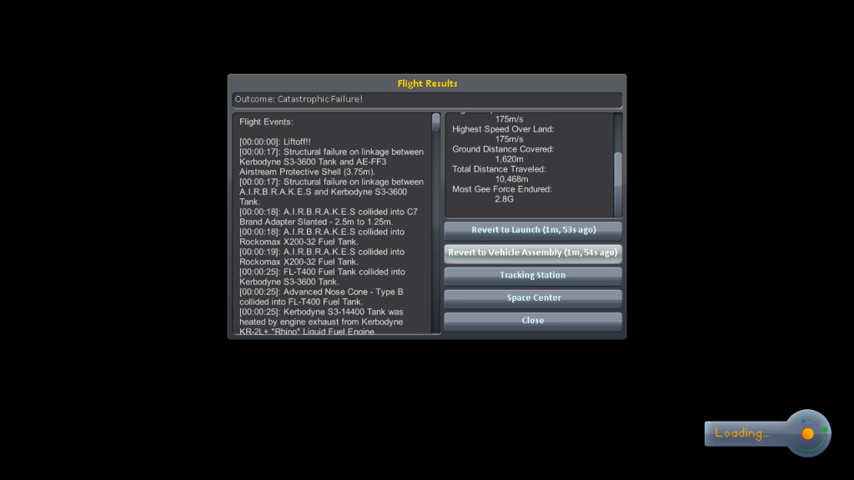 Flight Results
Outcome: Catastrophic Failure!
Flight Events:
[00:00:00]: Liftoff!!
[00:00:17]: Structural failure on linkage between
Kerbodyne S3-3600 Tank and AE-FF3
Airstream Protective Shell (3.75m).
[00:00:17]: Structural failure on linkage between
A.I.R.B.R.A.K.E.S and Kerbodyne S3-3600
Tank.
[00:00:18]: A.I.R.B.R.A.K.E.S collided into C7
Brand Adapter Slanted - 2.5m to 1.25m.
[00:00:18]: A.I.R.B.R.A.K.E.S collided into
Rockomax X200-32 Fuel Tank.
[00:00:19]: A.I.R.B.R.A.K.E.S collided into
Rockomax X200-32 Fuel Tank.
[00:00:25]: FL-T400 Fuel Tank collided into
Kerbodyne S3-3600 Tank.
[00:00:25]: Advanced Nose Cone - Type B
collided into FL-T400 Fuel Tank.
[00:00:25]: Kerbodyne S3-14400 Tank was
heated by engine exhaust from Kerbodyne
KR-2L+ "Rhino" Liquid Fuel Engine.
175m/s
Highest Speed Over Land:
175m/s
Ground Distance Covered:
1,620m
Total Distance Traveled:
10,468m
Most Gee Force Endured:
2.8G
Revert to Launch (1m, 53s ago)
Revert to Vehicle Assembly (1m, 54s ago)
Tracking Station
Space Center
Close
Loading...